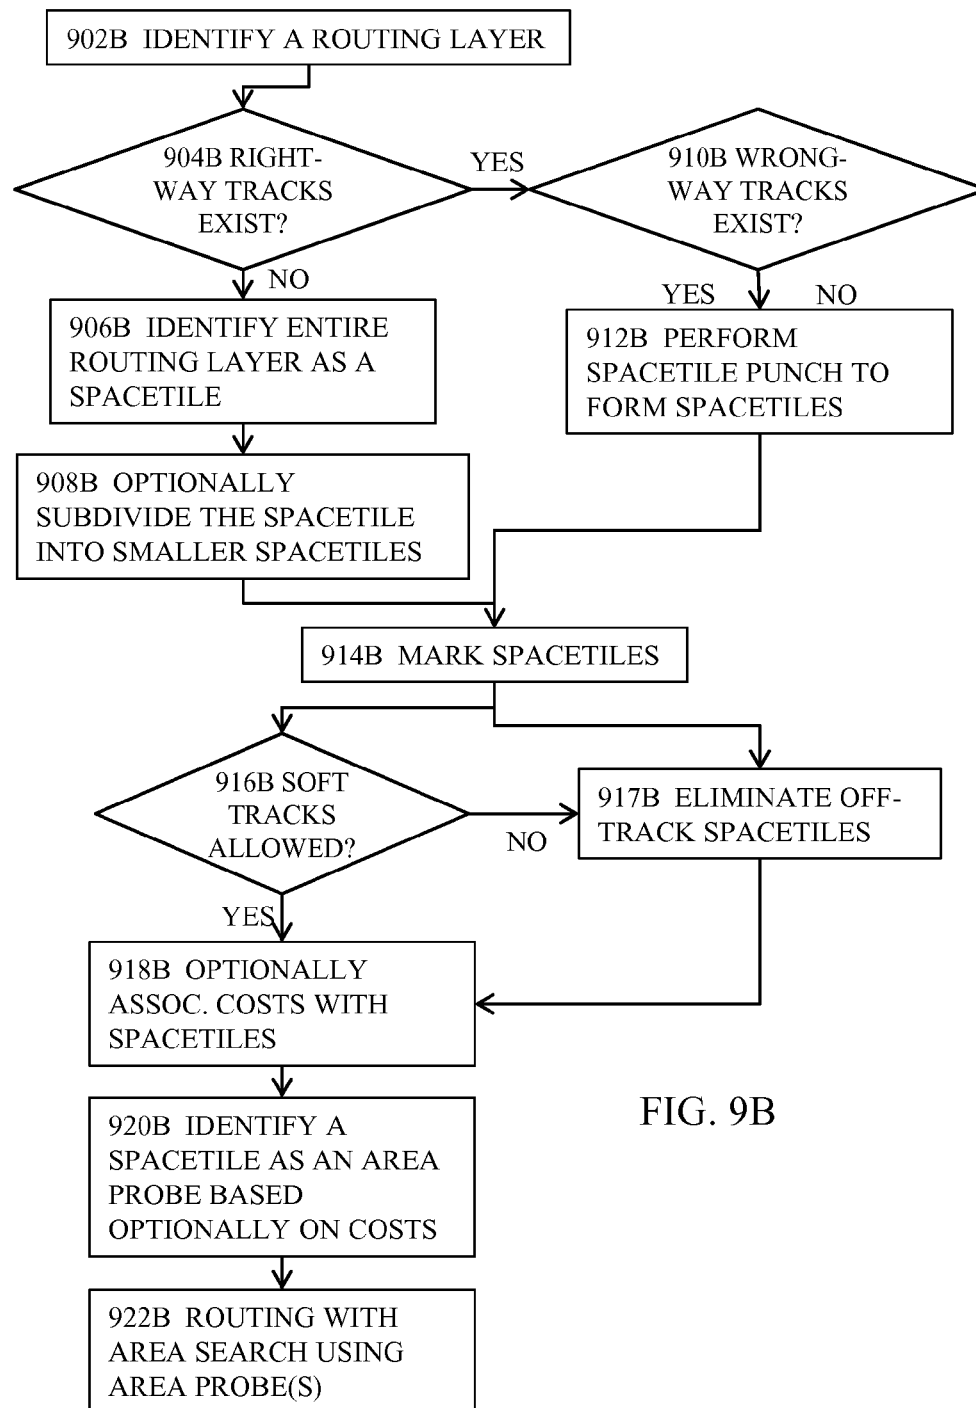 902B IDENTIFY A ROUTING LAYER
904B RIGHT-
WAY TRACKS
EXIST?
YES
910B WRONG-
WAY TRACKS
EXIST?
NO
YES
NO
906B IDENTIFY ENTIRE
ROUTING LAYER AS A
SPACETILE
912B PERFORM
SPACETILE PUNCH TO
FORM SPACETILES
908B OPTIONALLY
SUBDIVIDE THE SPACETILE
INTO SMALLER SPACETILES
914B MARK SPACETILES
916B SOFT
TRACKS
ALLOWED?
NO
917B ELIMINATE OFF-
TRACK SPACETILES
YES
918B OPTIONALLY
ASSOC. COSTS WITH
SPACETILES
920B IDENTIFY A
SPACETILE AS AN AREA
PROBE BASED
OPTIONALLY ON COSTS
FIG. 9B
922B ROUTING WITH
AREA SEARCH USING
AREA PROBE(S)